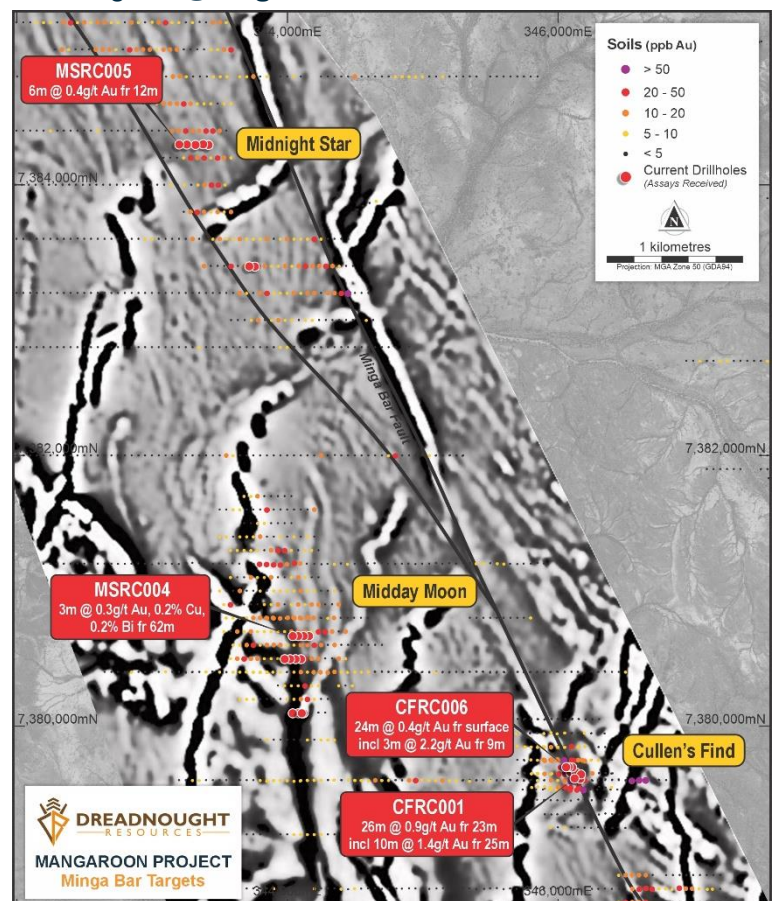 344,000mE
346,000mE
MSRC005
6m @ 0.4g/t Au fr 12m
Midnight Star
Soils (ppb Au)
> 50
20 - 50
10 - 20
5 - 10
< 5
Current Drillholes
(Assays Received)
N
1 kilometres
Projection: MGA Zone 50 (GDA94)
7,384,000mN
Minga Bar Fault
7,382,000mN
7,382,000mN
MSRC004
3m @ 0.3g/t Au, 0.2% Cu,
0.2% Bi fr 62m
Midday Moon
7,380,000mN
7,380,000mN
CFRC006
24m @ 0.4g/t Au fr surface
incl 3m @ 2.2g/t Au fr 9m
Cullen's Find
CFRC001
26m @ 0.9g/t Au fr 23m
incl 10m @ 1.4g/t Au fr 25m
DREADNOUGHT
RESOURCES
MANGAROON PROJECT
Minga Bar Targets
346,000mE